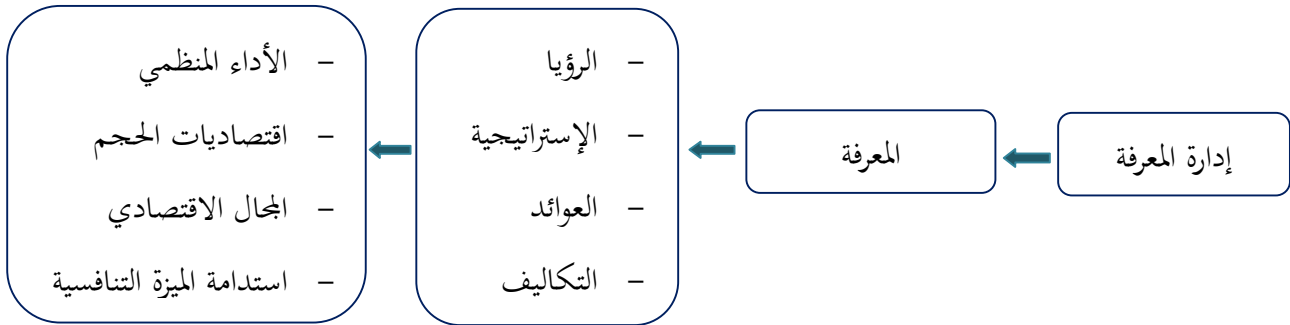 إدارة المعرفة
المعرفة
– الرؤيا
– الإستراتيجية
– العوائد
– التكاليف
– الأداء المنظمي
– اقتصاديات الحجم
– المجال الاقتصادي
– استدامة الميزة التنافسية